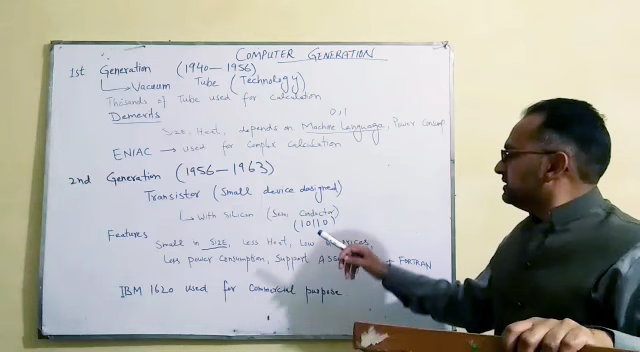 COMPUTER GENERATION
1st Generation (1940-1956)
Vacuum Tube (Technology)
Thosands of Tube used for calculation
Demerits
0,1
Size, Heat, depends on Machine Language, Power Consup
ENIAC → used for Complex Calculation
2nd Generation (1956-1963)
Transistor (Small device designed)
With Silicon (Semi Conductor)
(10110)
Features
Small in Size, Less Heat, Low
Less power Consumption, Support + FORTRAN
IBM 1620 used for Commercial purpose